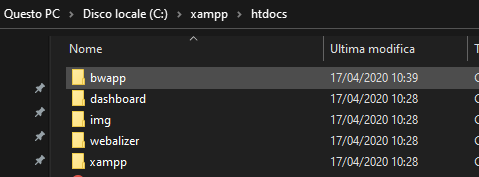 Questo PC > Disco locale (C:) > xampp > htdocs
Nome Ultima modifica
bwapp 17/04/2020 10:39
dashboard 17/04/2020 10:28
img 17/04/2020 10:28
webalizer 17/04/2020 10:28
xampp 17/04/2020 10:28